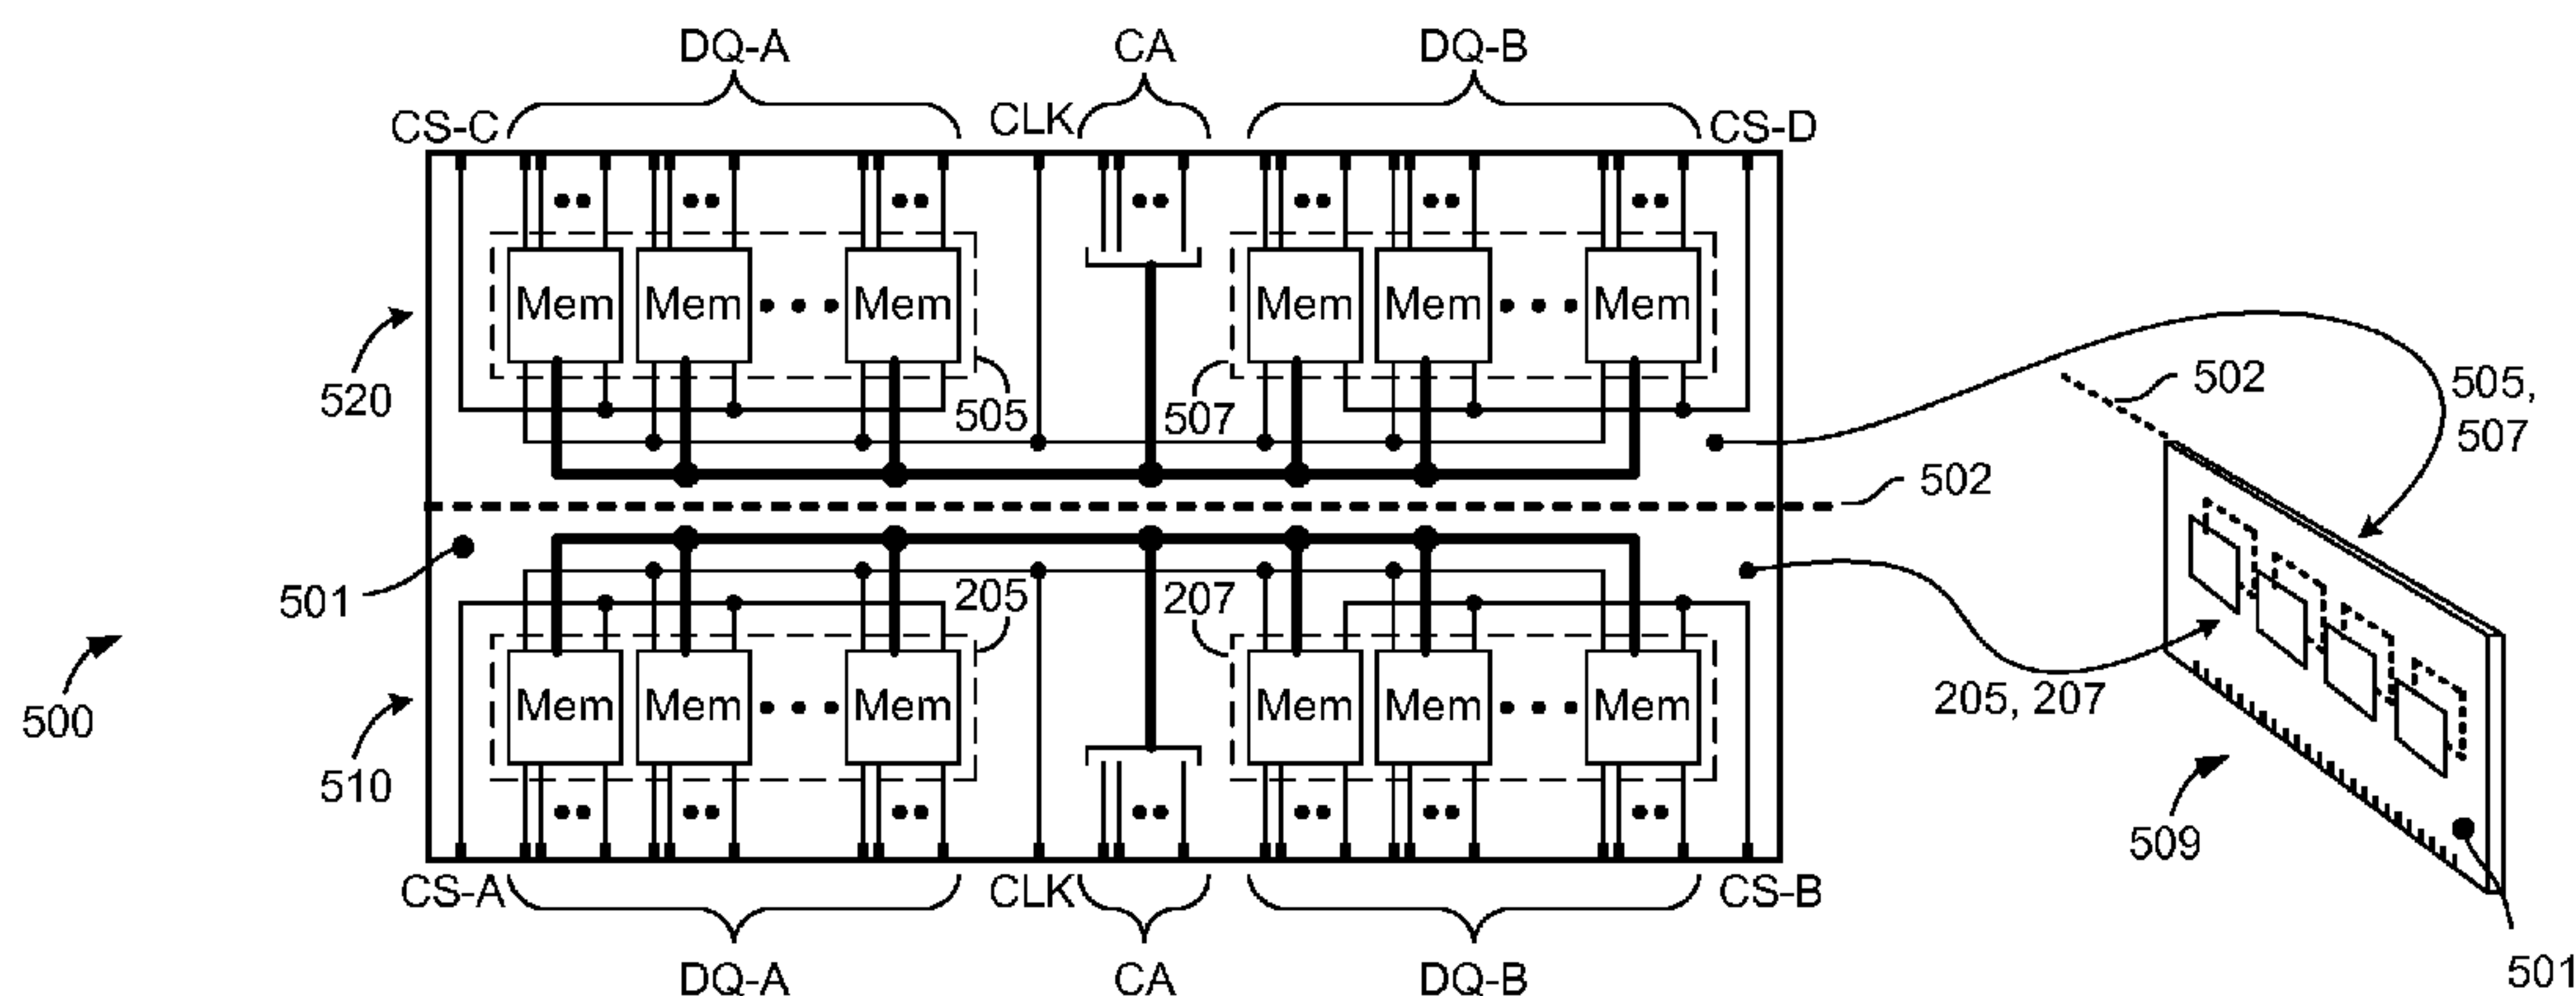 DQ-A CA DQ-B
CS-C CLK CS-D
Mem Mem Mem Mem Mem Mem
520 505 507 502 505,
507
502
501 205 207
Mem Mem Mem Mem Mem Mem
205, 207
500 510 509
CS-A CLK CS-B
DQ-A CA DQ-B 501